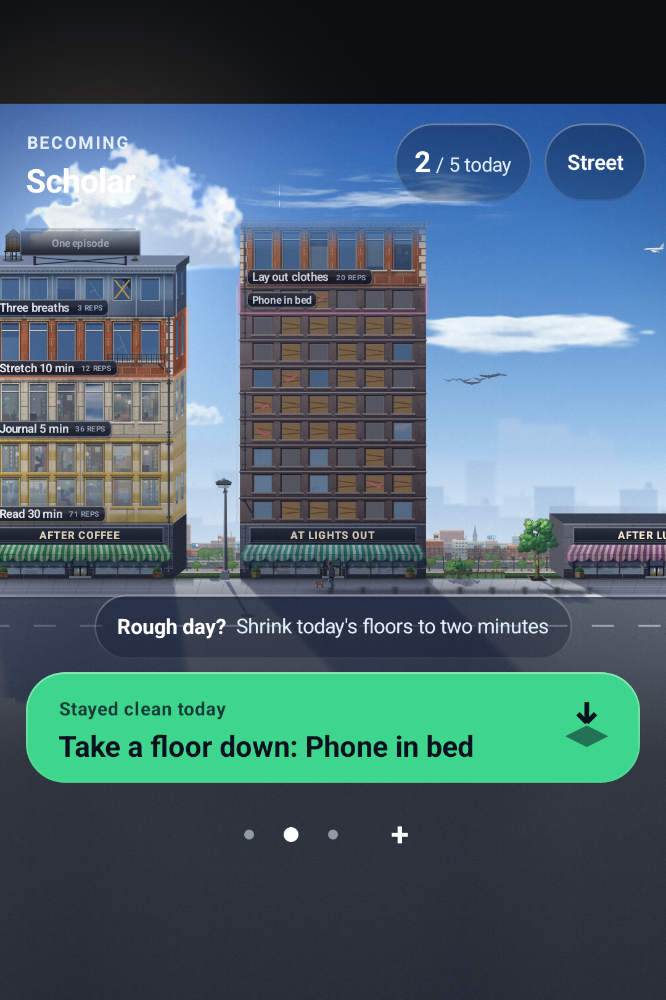 BECOMING
Scholar
2 / 5 today
Street
One episode
Three breaths 3 REPS
Stretch 10 min 12 REPS
Journal 5 min 36 REPS
Read 30 min 71 REPS
AFTER COFFEE
Lay out clothes 20 REPS
Phone in bed
AT LIGHTS OUT
AFTER LU
Rough day? Shrink today's floors to two minutes
Stayed clean today
Take a floor down: Phone in bed
+